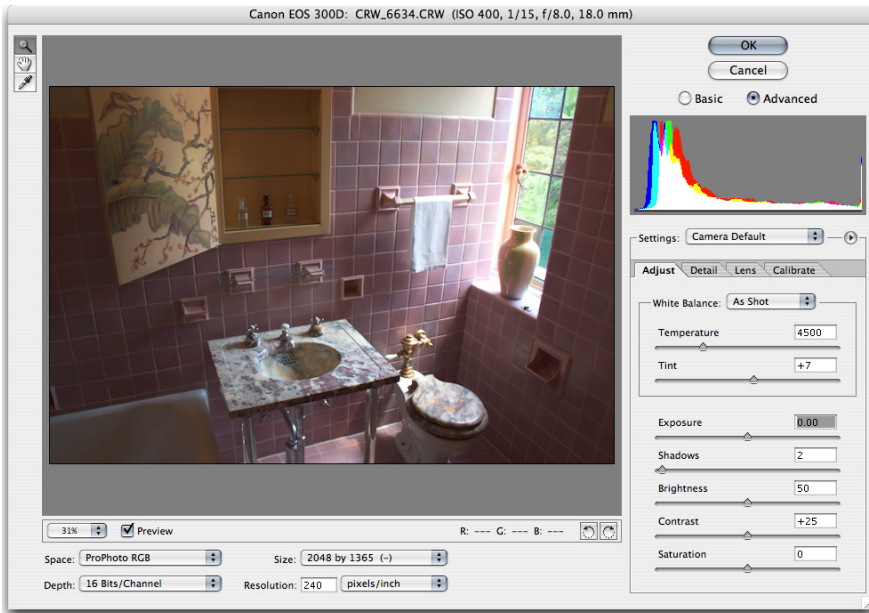 Canon EOS 300D:  CRW_6634.CRW  (ISO 400, 1/15, f/8.0, 18.0 mm)
OK
Cancel
Basic Advanced
Settings: Camera Default
Adjust Detail Lens Calibrate
White Balance: As Shot
Temperature 4500
Tint +7
Exposure 0.00
Shadows 2
Brightness 50
Contrast +25
Saturation 0
31% Preview R: --- G: --- B: ---
Space: ProPhoto RGB Size: 2048 by 1365 (-)
Depth: 16 Bits/Channel Resolution: 240 pixels/inch